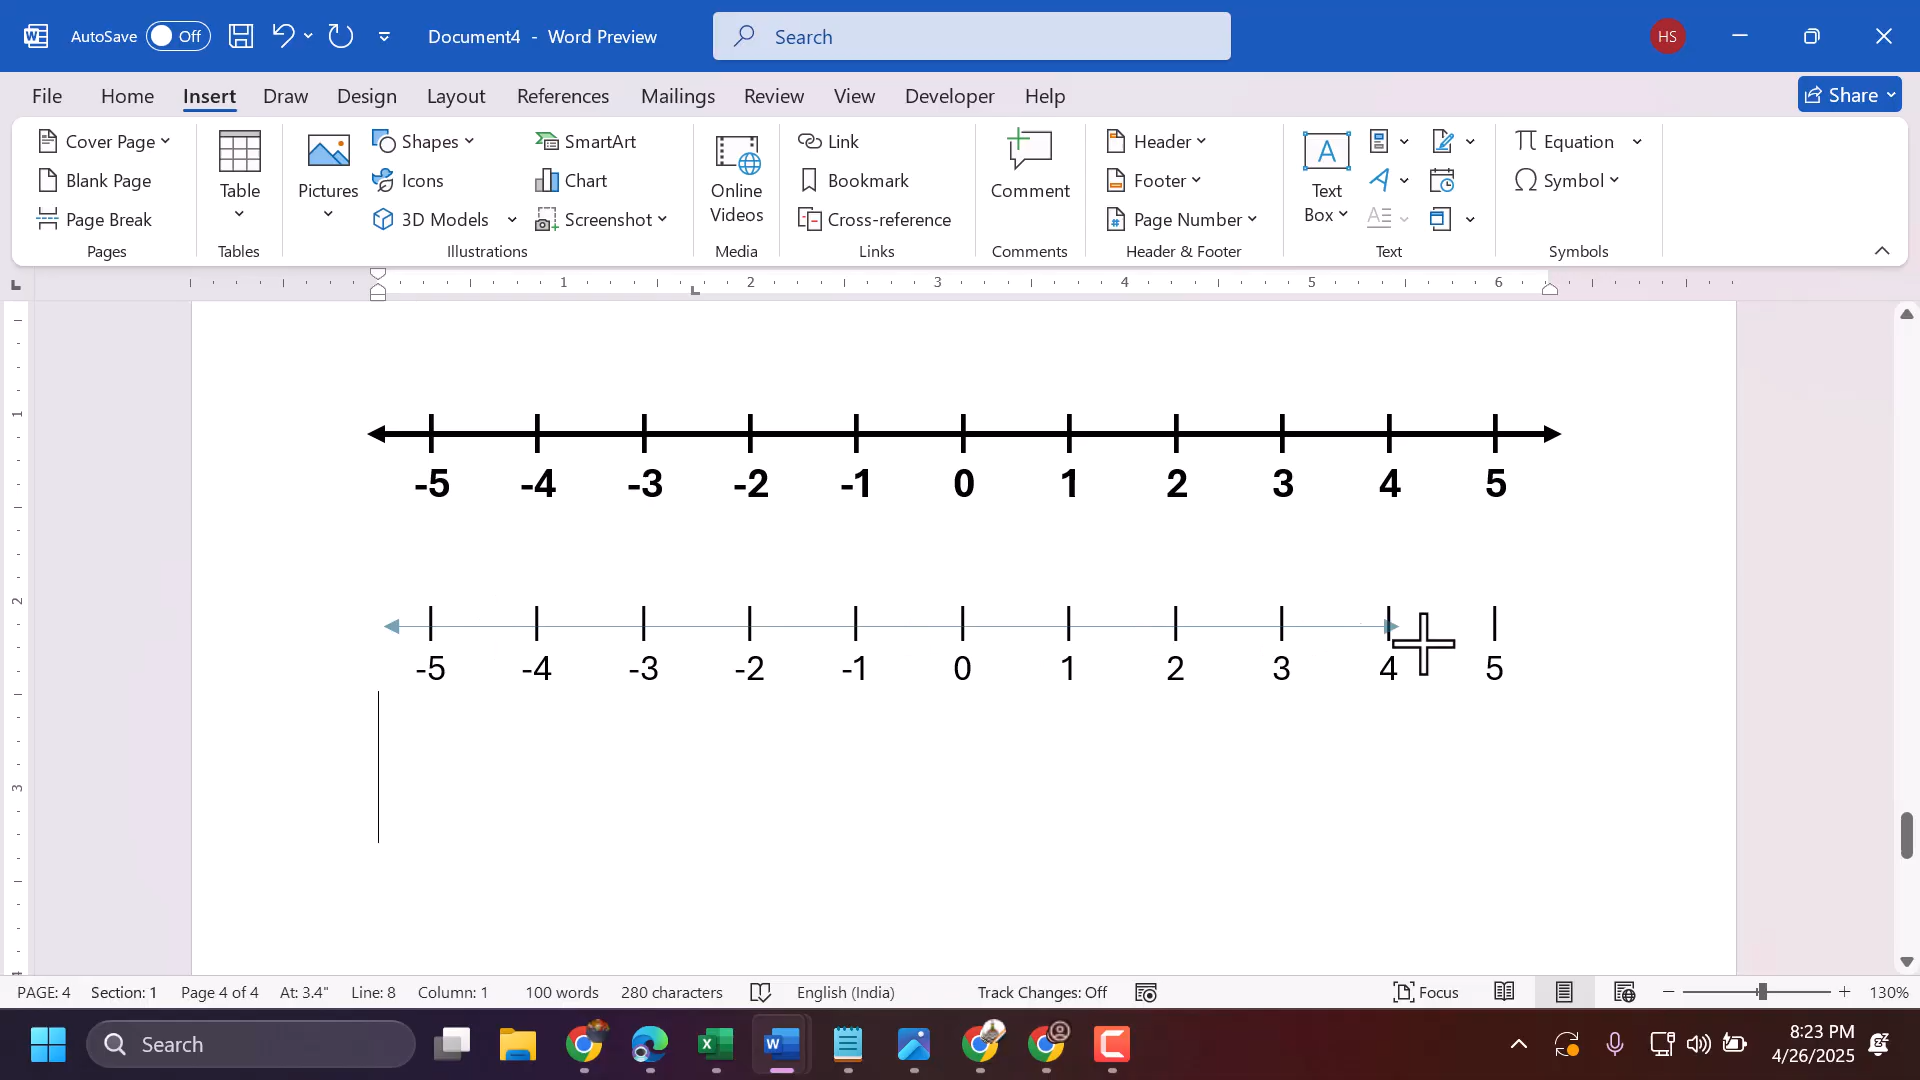 AutoSave Off Document4 - Word Preview Search HS
File Home Insert Draw Design Layout References Mailings Review View Developer Help Share
Cover Page
Blank Page
Page Break
Pages
Table
Tables
Pictures
Shapes
Icons
3D Models
SmartArt
Chart
Screenshot
Illustrations
Online
Videos
Media
Link
Bookmark
Cross-reference
Links
Comment
Comments
Header
Footer
Page Number
Header & Footer
Text
Box
Text
Equation
Symbol
Symbols
1 2 3 4 5 6
1
2
3
-5 -4 -3 -2 -1 0 1 2 3 4 5
-5 -4 -3 -2 -1 0 1 2 3 4 5
PAGE: 4 Section: 1 Page 4 of 4 At: 3.4" Line: 8 Column: 1 100 words 280 characters English (India) Track Changes: Off Focus 130%
Search
8:23 PM
4/26/2025